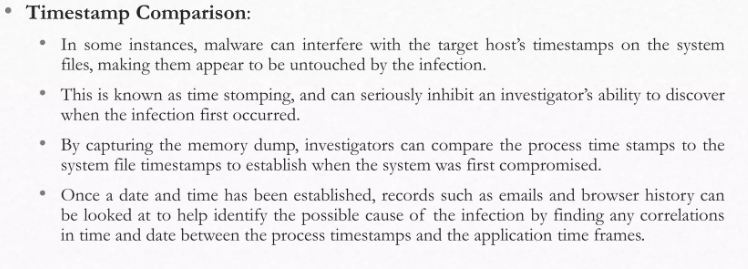 • Timestamp Comparison:
• In some instances, malware can interfere with the target host's timestamps on the system
files, making them appear to be untouched by the infection.
• This is known as time stomping, and can seriously inhibit an investigator's ability to discover
when the infection first occurred.
• By capturing the memory dump, investigators can compare the process time stamps to the
system file timestamps to establish when the system was first compromised.
• Once a date and time has been established, records such as emails and browser history can
be looked at to help identify the possible cause of the infection by finding any correlations
in time and date between the process timestamps and the application time frames.